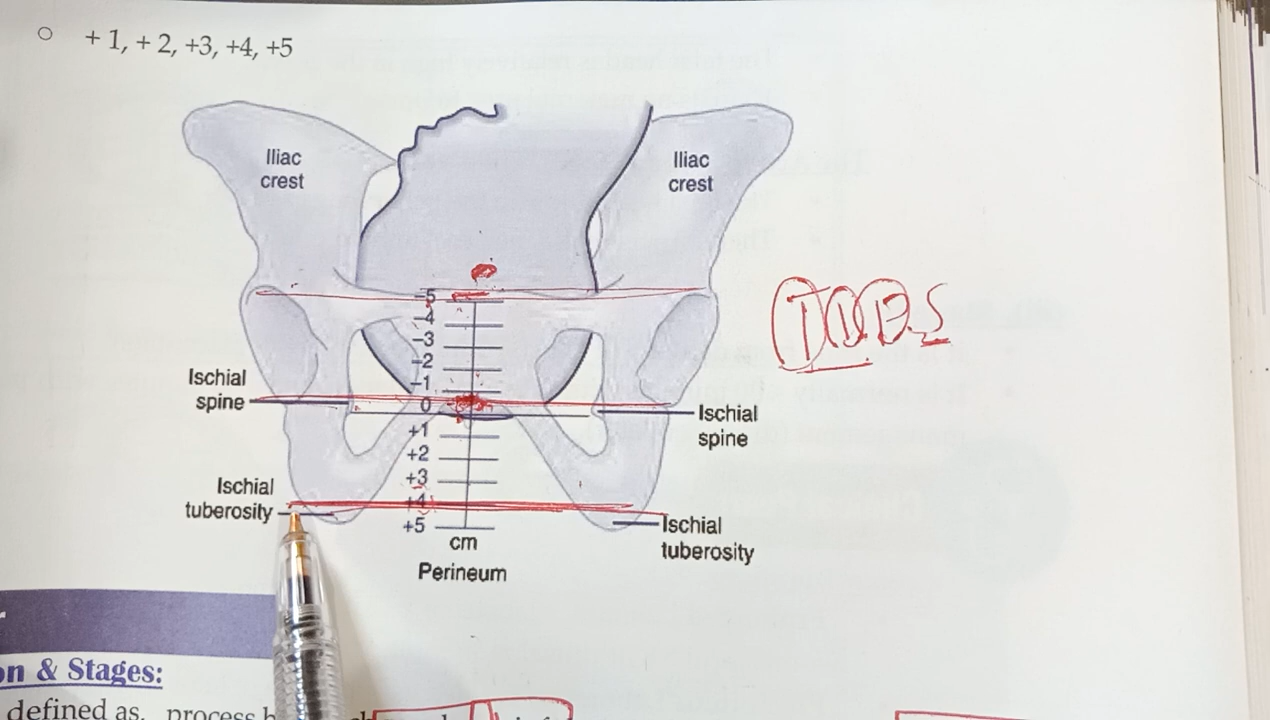 ○ + 1, + 2, +3, +4, +5
Iliac
crest
Iliac
crest
–5
–4
–3
–2
–1
0
+1
+2
+3
+4
+5
Ischial
spine
Ischial
spine
Ischial
tuberosity
Ischial
tuberosity
cm
Perineum
on & Stages:
defined as, process